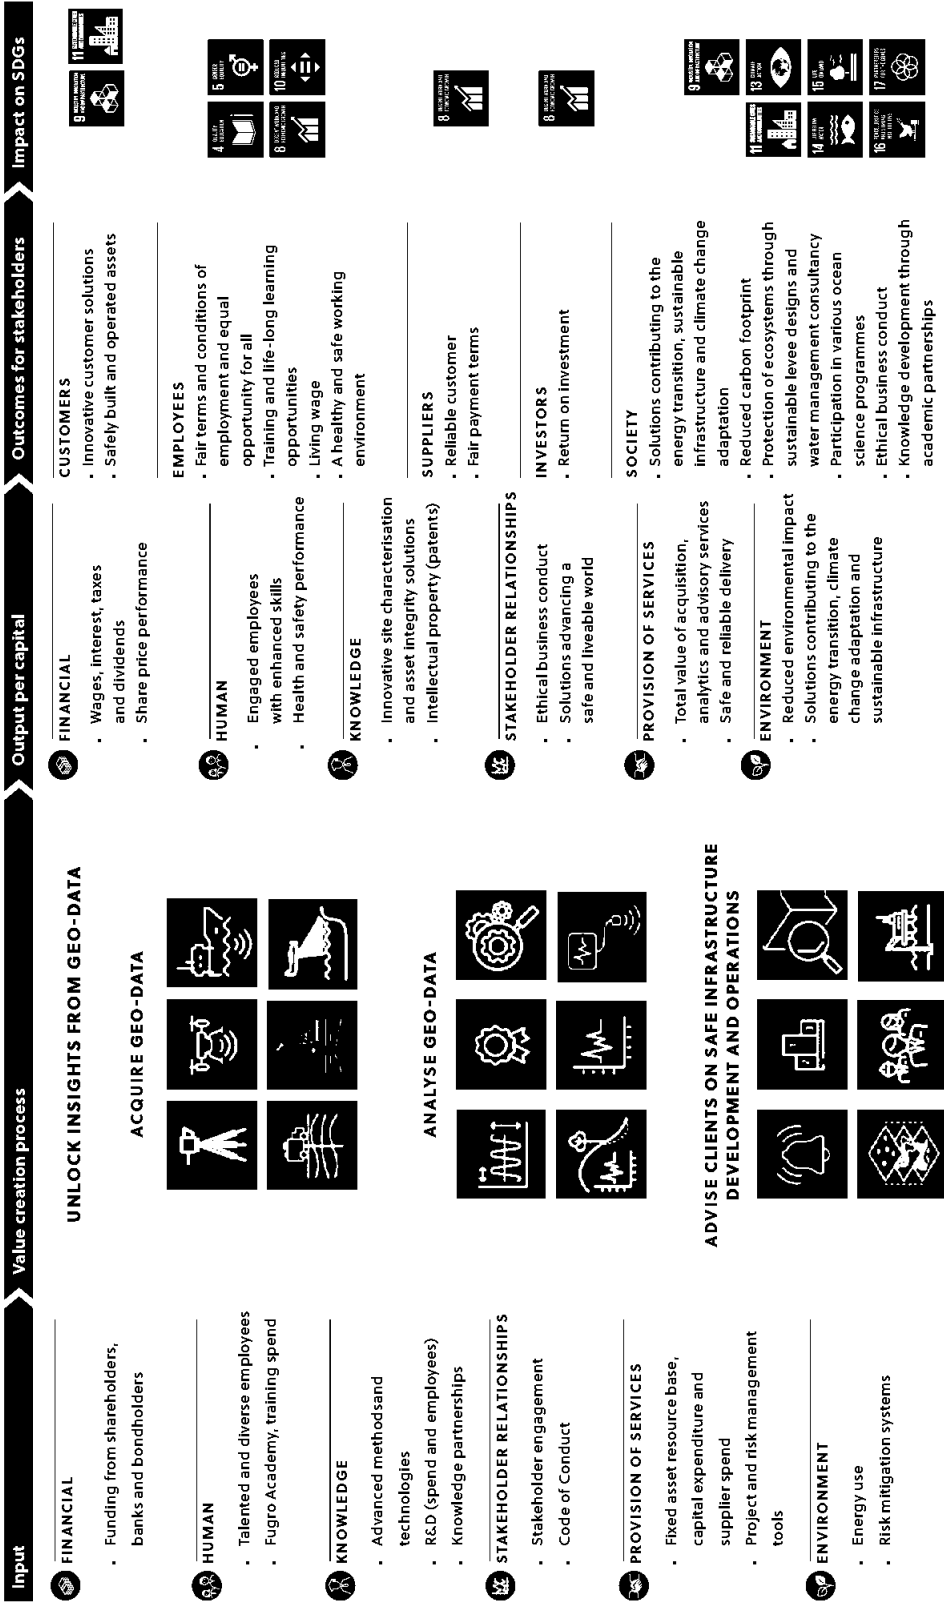 Input
Value creation process
Output per capital
Outcomes for stakeholders
Impact on SDGs
FINANCIAL
• Funding from shareholders,
banks and bondholders
HUMAN
• Talented and diverse employees
• Fugro Academy, training spend
KNOWLEDGE
• Advanced methodsand
technologies
• R&D (spend and employees)
• Knowledge partnerships
STAKEHOLDER RELATIONSHIPS
• Stakeholder engagement
• Code of Conduct
PROVISION OF SERVICES
• Fixed asset resource base,
capital expenditure and
supplier spend
• Project and risk management
tools
ENVIRONMENT
• Energy use
• Risk mitigation systems
UNLOCK INSIGHTS FROM GEO-DATA
ACQUIRE GEO-DATA
ANALYSE GEO-DATA
ADVISE CLIENTS ON SAFE INFRASTRUCTURE
DEVELOPMENT AND OPERATIONS
FINANCIAL
• Wages, interest, taxes
and dividends
• Share price performance
HUMAN
• Engaged employees
with enhanced skills
• Health and safety performance
KNOWLEDGE
• Innovative site characterisation
and asset integrity solutions
• Intellectual property (patents)
STAKEHOLDER RELATIONSHIPS
• Ethical business conduct
• Solutions advancing a
safe and liveable world
PROVISION OF SERVICES
• Total value of acquisition,
analytics and advisory services
• Safe and reliable delivery
ENVIRONMENT
• Reduced environmental impact
• Solutions contributing to the
energy transition, climate
change adaptation and
sustainable infrastructure
CUSTOMERS
• Innovative customer solutions
• Safely built and operated assets
EMPLOYEES
• Fair terms and conditions of
employment and equal
opportunity for all
• Training and life-long learning
opportunities
• Living wage
• A healthy and safe working
environment
SUPPLIERS
• Reliable customer
• Fair payment terms
INVESTORS
• Return on investment
SOCIETY
• Solutions contributing to the
energy transition, sustainable
infrastructure and climate change
adaptation
• Reduced carbon footprint
• Protection of ecosystems through
sustainable levee designs and
water management consultancy
• Participation in various ocean
science programmes
• Ethical business conduct
• Knowledge development through
academic partnerships
9
11
4 QUALITY
EDUCATION
5 GENDER
EQUALITY
8
10
8
8
9
11
13 CLIMATE
ACTION
14
15 LIFE
ON LAND
16
17